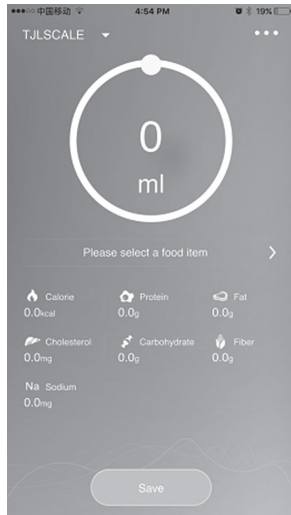 中国移动 4:54 PM 19%
TJLSCALE
0
ml
Please select a food item
Calorie Protein Fat
0.0kcal 0.0g 0.0g
Cholesterol Carbohydrate Fiber
0.0mg 0.0g 0.0g
Na Sodium
0.0mg
Save